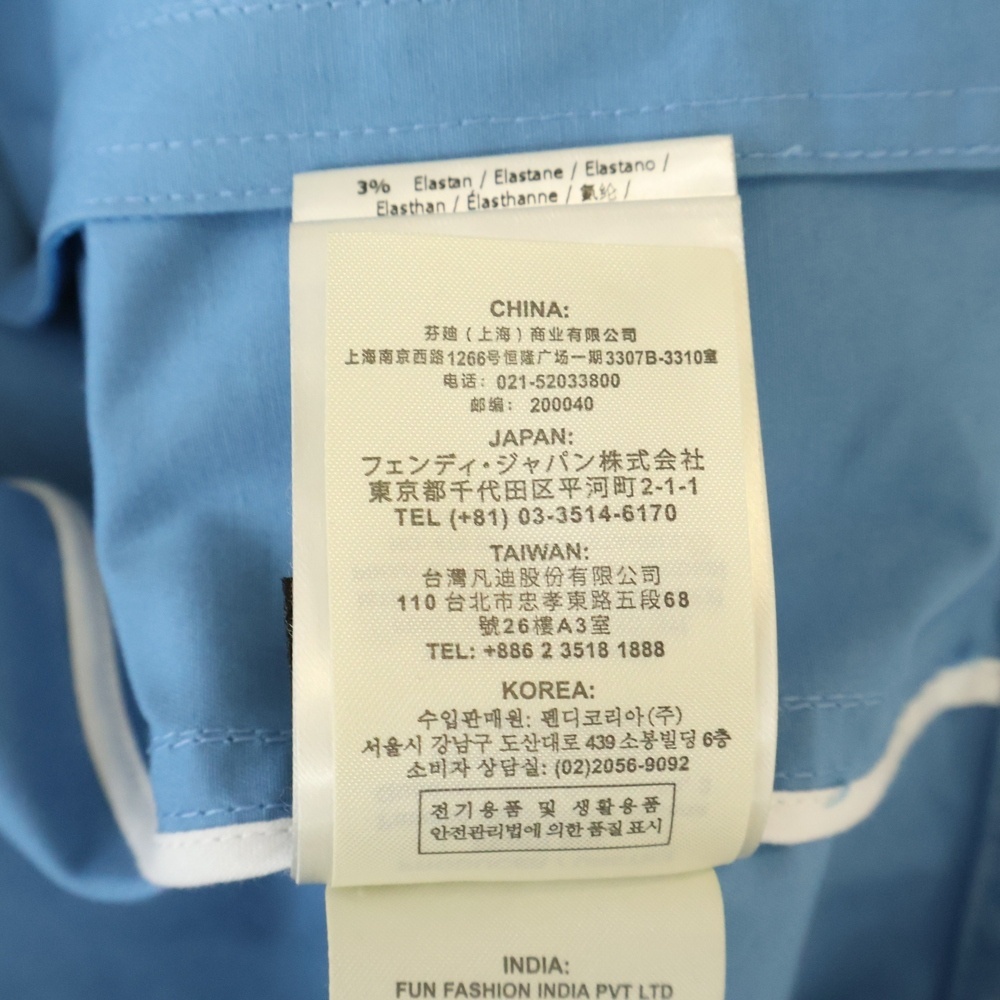 3% Elastan / Elastane / Elastano /
Elasthan / Élasthanne / 氨纶 /
CHINA:
芬迪（上海）商业有限公司
上海南京西路1266号恒隆广场一期3307B-3310室
电话: 021-52033800
邮编: 200040
JAPAN:
フェンディ・ジャパン株式会社
東京都千代田区平河町2-1-1
TEL (+81) 03-3514-6170
TAIWAN:
台灣凡迪股份有限公司
110 台北市忠孝東路五段68
號26樓A3室
TEL: +886 2 3518 1888
KOREA:
수입판매원: 펜디코리아(주)
서울시 강남구 도산대로 439 소봉빌딩 6층
소비자 상담실: (02)2056-9092
전기용품 및 생활용품
안전관리법에 의한 품질 표시
INDIA:
FUN FASHION INDIA PVT LTD